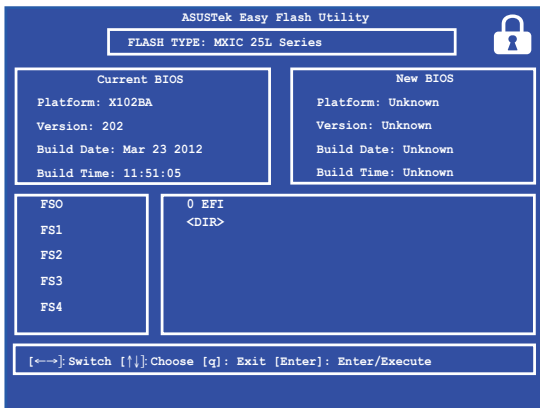 ASUSTek Easy Flash Utility
FLASH TYPE: MXIC 25L Series
Current BIOS
Platform: X102BA
Version: 202
Build Date: Mar 23 2012
Build Time: 11:51:05
New BIOS
Platform: Unknown
Version: Unknown
Build Date: Unknown
Build Time: Unknown
FSO
FS1
FS2
FS3
FS4
0 EFI
<DIR>
[←→]: Switch [↑↓]: Choose [q]: Exit [Enter]: Enter/Execute